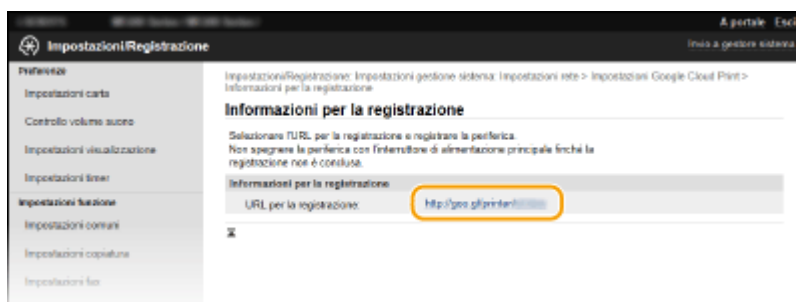 A portale Esci
Impostazioni/Registrazione
Invio a gestore sistema
Preferenze
Impostazioni carta
Controllo volume suono
Impostazioni visualizzazione
Impostazioni timer
Impostazioni funzione
Impostazioni comuni
Impostazioni copiatura
Impostazioni fax
Impostazioni/Registrazione: Impostazioni gestione sistema: Impostazioni rete > Impostazioni Google Cloud Print >
Informazioni per la registrazione
Informazioni per la registrazione
Selezionare l'URL per la registrazione e registrare la periferica.
Non spegnere la periferica con l'interruttore di alimentazione principale finché la
registrazione non è conclusa.
Informazioni per la registrazione
URL per la registrazione: http://goo.gl/printer/